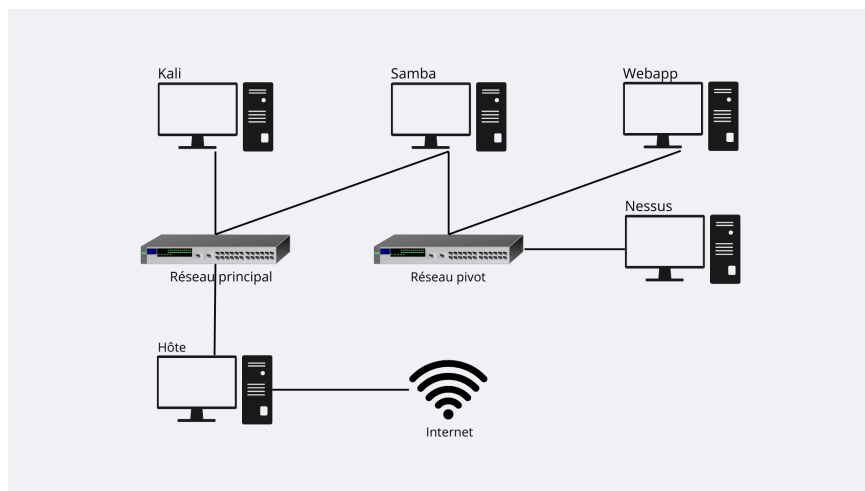 Kali
Samba
Webapp
Nessus
Réseau principal
Réseau pivot
Hôte
Internet